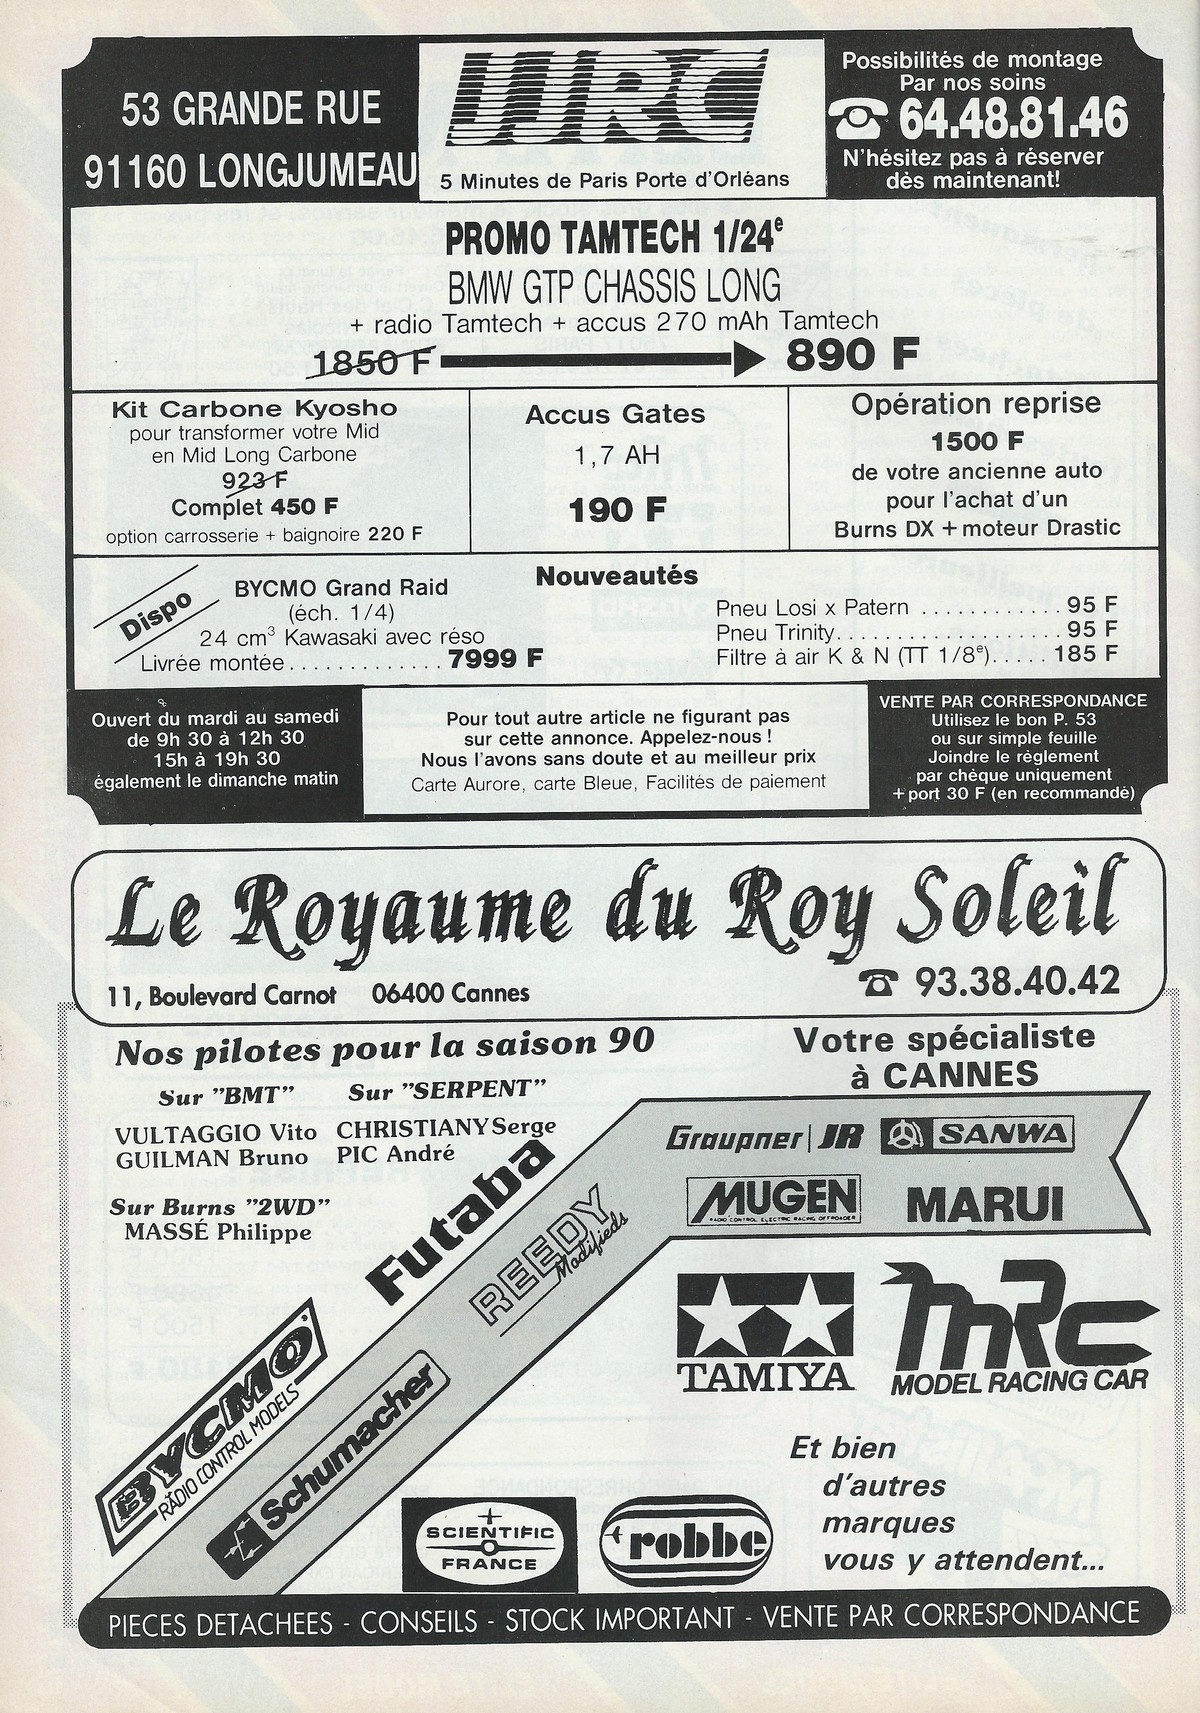 53 GRANDE RUE
91160 LONGJUMEAU
JJRC
5 Minutes de Paris Porte d'Orléans
Possibilités de montage
Par nos soins
☎ 64.48.81.46
N'hésitez pas à réserver
dès maintenant!
PROMO TAMTECH 1/24e
BMW GTP CHASSIS LONG
+ radio Tamtech + accus 270 mAh Tamtech
1850 F → 890 F
Kit Carbone Kyosho
pour transformer votre Mid
en Mid Long Carbone
923 F
Complet 450 F
option carrosserie + baignoire 220 F
Accus Gates
1,7 AH
190 F
Opération reprise
1500 F
de votre ancienne auto
pour l'achat d'un
Burns DX + moteur Drastic
Nouveautés
Dispo
BYCMO Grand Raid
(éch. 1/4)
24 cm3 Kawasaki avec réso
Livrée montée............. 7999 F
Pneu Losi x Patern ............ 95 F
Pneu Trinity................... 95 F
Filtre à air K & N (TT 1/8e)..... 185 F
Ouvert du mardi au samedi
de 9h 30 à 12h 30
15h à 19h 30
également le dimanche matin
Pour tout autre article ne figurant pas
sur cette annonce. Appelez-nous !
Nous l'avons sans doute et au meilleur prix
Carte Aurore, carte Bleue, Facilités de paiement
VENTE PAR CORRESPONDANCE
Utilisez le bon P. 53
ou sur simple feuille
Joindre le réglement
par chèque uniquement
+ port 30 F (en recommandé)
Le Royaume du Roy Soleil
11, Boulevard Carnot 06400 Cannes
☎ 93.38.40.42
Nos pilotes pour la saison 90
Sur "BMT"
VULTAGGIO Vito
GUILMAN Bruno
Sur "SERPENT"
CHRISTIANY Serge
PIC André
Sur Burns "2WD"
MASSÉ Philippe
Votre spécialiste
à CANNES
Graupner | JR
SANWA
MUGEN
RADIO CONTROL ELECTRIC RACING OFFROADER
MARUI
Futaba
REEDY
Modifieds
BYCMO
RADIO CONTROL MODELS
Schumacher
TAMIYA
MRC
MODEL RACING CAR
SCIENTIFIC
FRANCE
robbe
Et bien
d'autres
marques
vous y attendent...
PIECES DETACHEES - CONSEILS - STOCK IMPORTANT - VENTE PAR CORRESPONDANCE